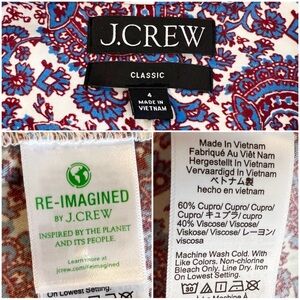 J.CREW
CLASSIC
4
MADE IN
VIETNAM
RE-IMAGINED
BY J.CREW
INSPIRED BY THE PLANET
AND ITS PEOPLE.
Learn more at
jcrew.com/reimagined
On Lowest Setting.
Made In Vietnam
Fabriqué Au Viêt Nam
Hergestellt In Vietnam
Vervaardigd In Vietnam
ベトナム製
hecho en vietnam
60% Cupro/ Cupro/
Cupro/ キュプラ/ cupro
40% Viscose/ Viscose/
Viskose/ Viscose/ レーヨン/
viscosa
Machine Wash Cold. With
Like Colors. Non-chlorine
Bleach Only. Line Dry. Iron
On Lowest Setting.
30